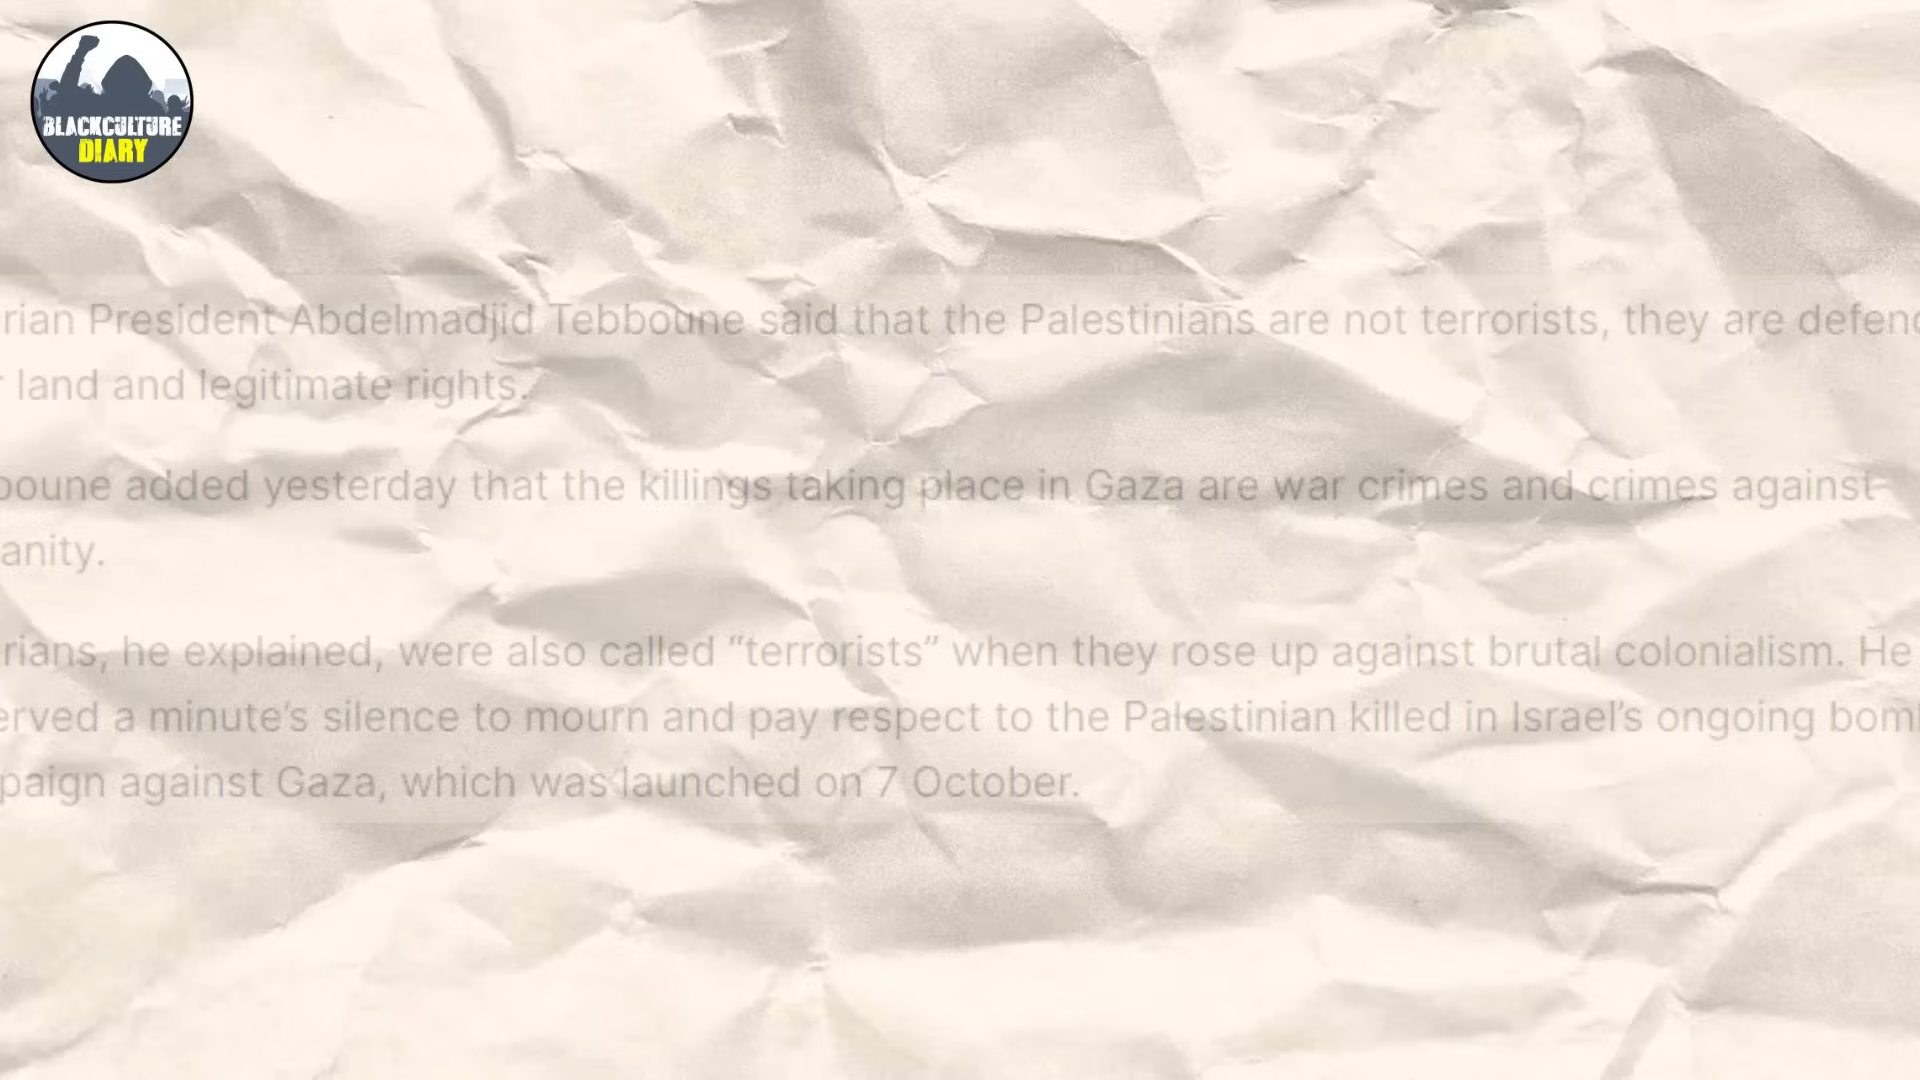 BLACKCULTURE
DIARY
rian President Abdelmadjid Tebboune said that the Palestinians are not terrorists, they are defend
r land and legitimate rights.
boune added yesterday that the killings taking place in Gaza are war crimes and crimes against
anity.
rians, he explained, were also called “terrorists” when they rose up against brutal colonialism. He
erved a minute’s silence to mourn and pay respect to the Palestinian killed in Israel’s ongoing bomb
paign against Gaza, which was launched on 7 October.